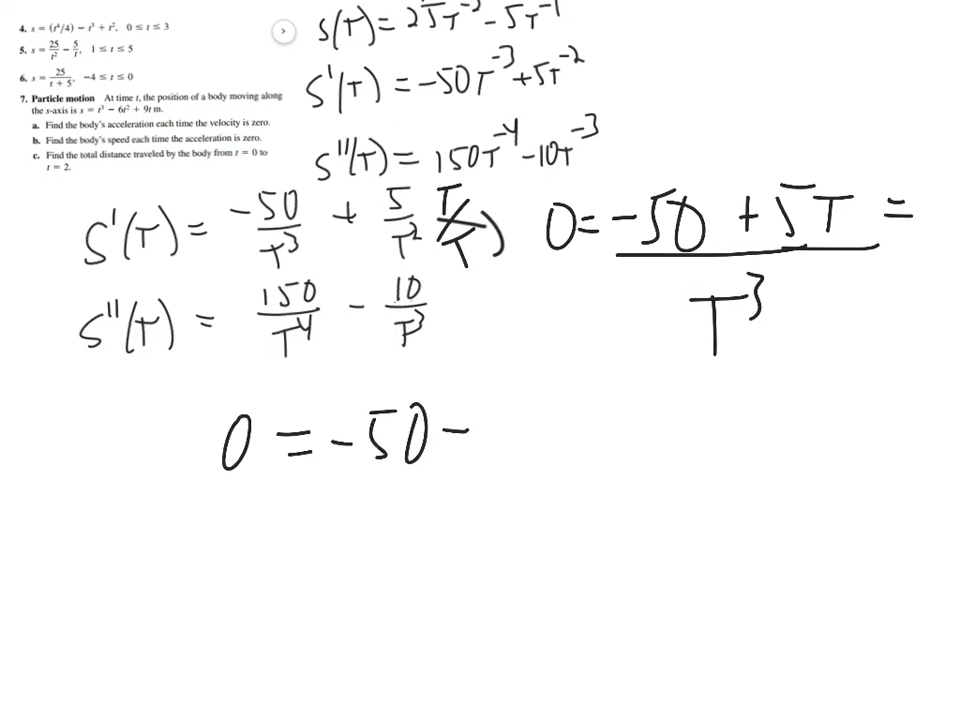 4. s = (t⁴/4) − t³ + t², 0 ≤ t ≤ 3
5. s = 25/t² − 5/t, 1 ≤ t ≤ 5
6. s = 25/(t + 5), −4 ≤ t ≤ 0
7. Particle motion At time t, the position of a body moving along
the s-axis is s = t³ − 6t² + 9t m.
a. Find the body's acceleration each time the velocity is zero.
b. Find the body's speed each time the acceleration is zero.
c. Find the total distance traveled by the body from t = 0 to
t = 2.
S(T) = 25T⁻² − 5T⁻¹
S'(T) = −50T⁻³ + 5T⁻²
S''(T) = 150T⁻⁴ − 10T⁻³
S'(T) = −50/T³ + 5/T² T/T) 0 = (−50 + 5T)/T³ =
S''(T) = 150/T⁴ − 10/T³
0 = −50 −